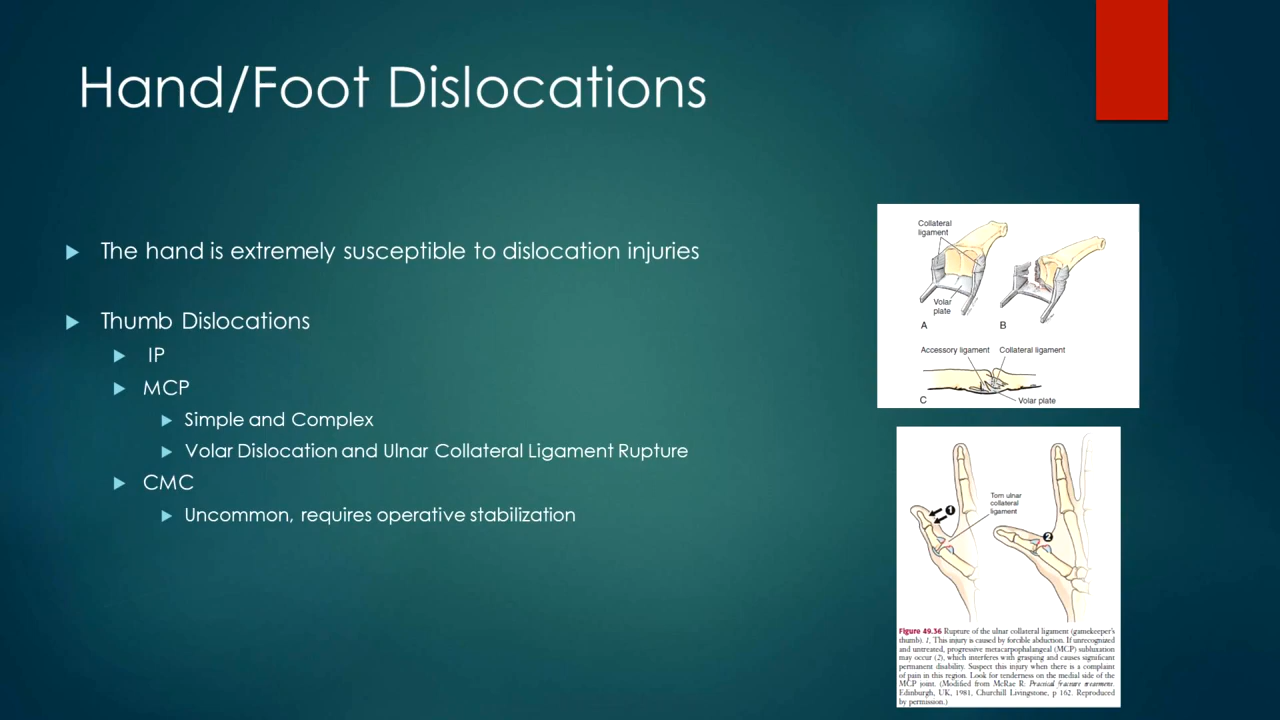 Hand/Foot Dislocations
The hand is extremely susceptible to dislocation injuries
Thumb Dislocations
IP
MCP
Simple and Complex
Volar Dislocation and Ulnar Collateral Ligament Rupture
CMC
Uncommon, requires operative stabilization
Collateral
ligament
Volar
plate
A
B
Accessory ligament
Collateral ligament
C
Volar plate
Torn ulnar
collateral
ligament
1
2
Figure 49.36 Rupture of the ulnar collateral ligament (gamekeeper's
thumb). 1, This injury is caused by forcible abduction. If unrecognized
and untreated, progressive metacarpophalangeal (MCP) subluxation
may occur (2), which interferes with grasping and causes significant
permanent disability. Suspect this injury when there is a complaint
of pain in this region. Look for tenderness on the medial side of the
MCP joint. (Modified from McRae R: Practical fracture treatment.
Edinburgh, UK, 1981, Churchill Livingstone, p 162. Reproduced
by permission.)